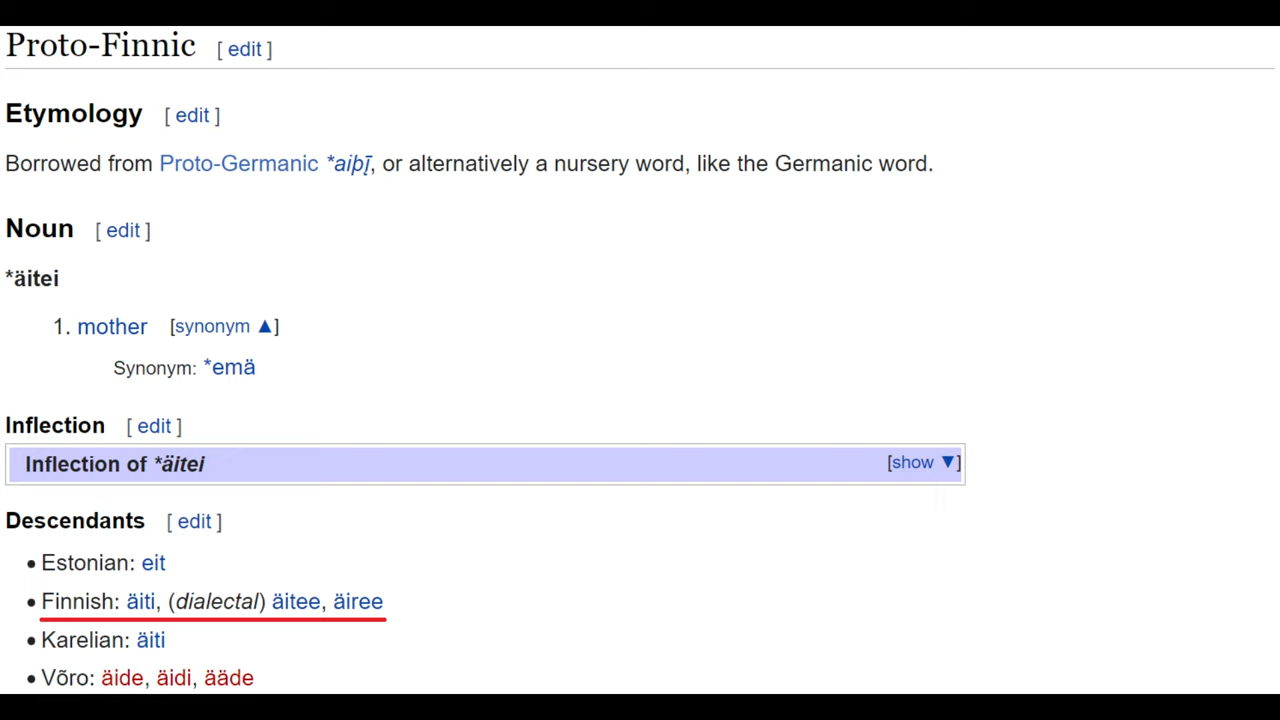 Proto-Finnic [ edit ]
Etymology [ edit ]
Borrowed from Proto-Germanic *aiþį̄, or alternatively a nursery word, like the Germanic word.
Noun [ edit ]
*äitei
1. mother [synonym ▲]
Synonym: *emä
Inflection [ edit ]
Inflection of *äitei [show ▼]
Descendants [ edit ]
• Estonian: eit
• Finnish: äiti, (dialectal) äitee, äiree
• Karelian: äiti
• Võro: äide, äidi, ääde